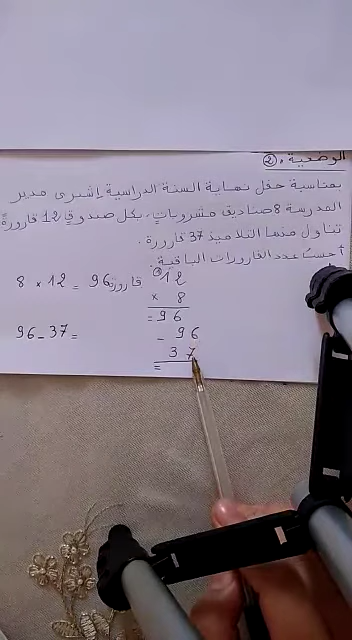 الوضعية . ②
بمناسبة حفل نهاية السنة الدراسية إشترى مدير
المدرسة 8 صناديق مشروبات، بكل صندوق 12 قارورة
تناول منها التلاميذ 37 قارورة.
أحسب عدد القارورات الباقية.
8 × 12 = 96 قارورة
12
× 8
= 96
96 - 37 =
- 96
37
=